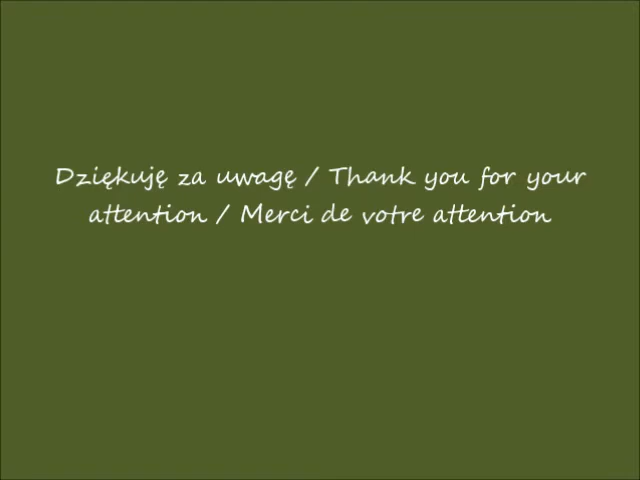 Dziękuję za uwagę / Thank you for your
attention / Merci de votre attention